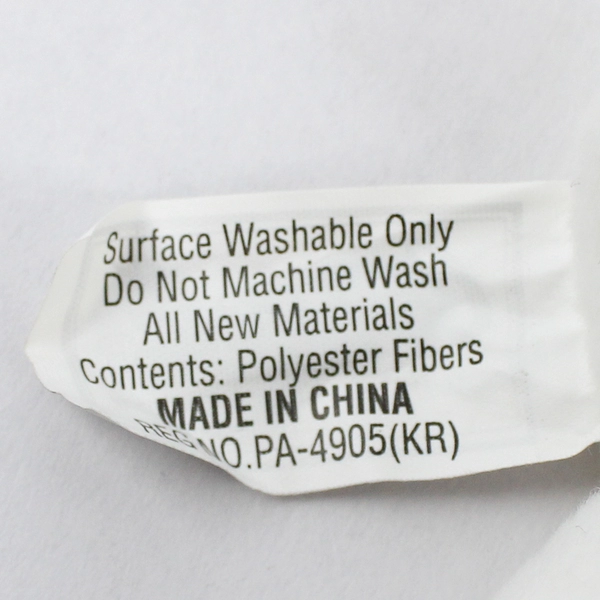 Surface Washable Only
Do Not Machine Wash
All New Materials
Contents: Polyester Fibers
MADE IN CHINA
REG NO.PA-4905(KR)